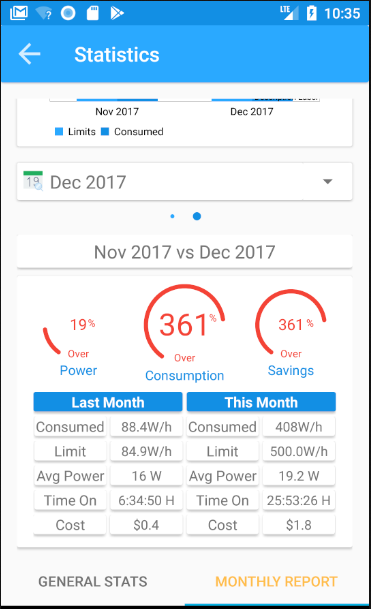 LTE 10:35
Statistics
Nov 2017 Dec 2017
Limits Consumed
19 Dec 2017
Nov 2017 vs Dec 2017
19% 361% 361%
Over Over Over
Power Consumption Savings
Last Month This Month
Consumed 88.4W/h Consumed 408W/h
Limit 84.9W/h Limit 500.0W/h
Avg Power 16 W Avg Power 19.2 W
Time On 6:34:50 H Time On 25:53:26 H
Cost $0.4 Cost $1.8
GENERAL STATS MONTHLY REPORT